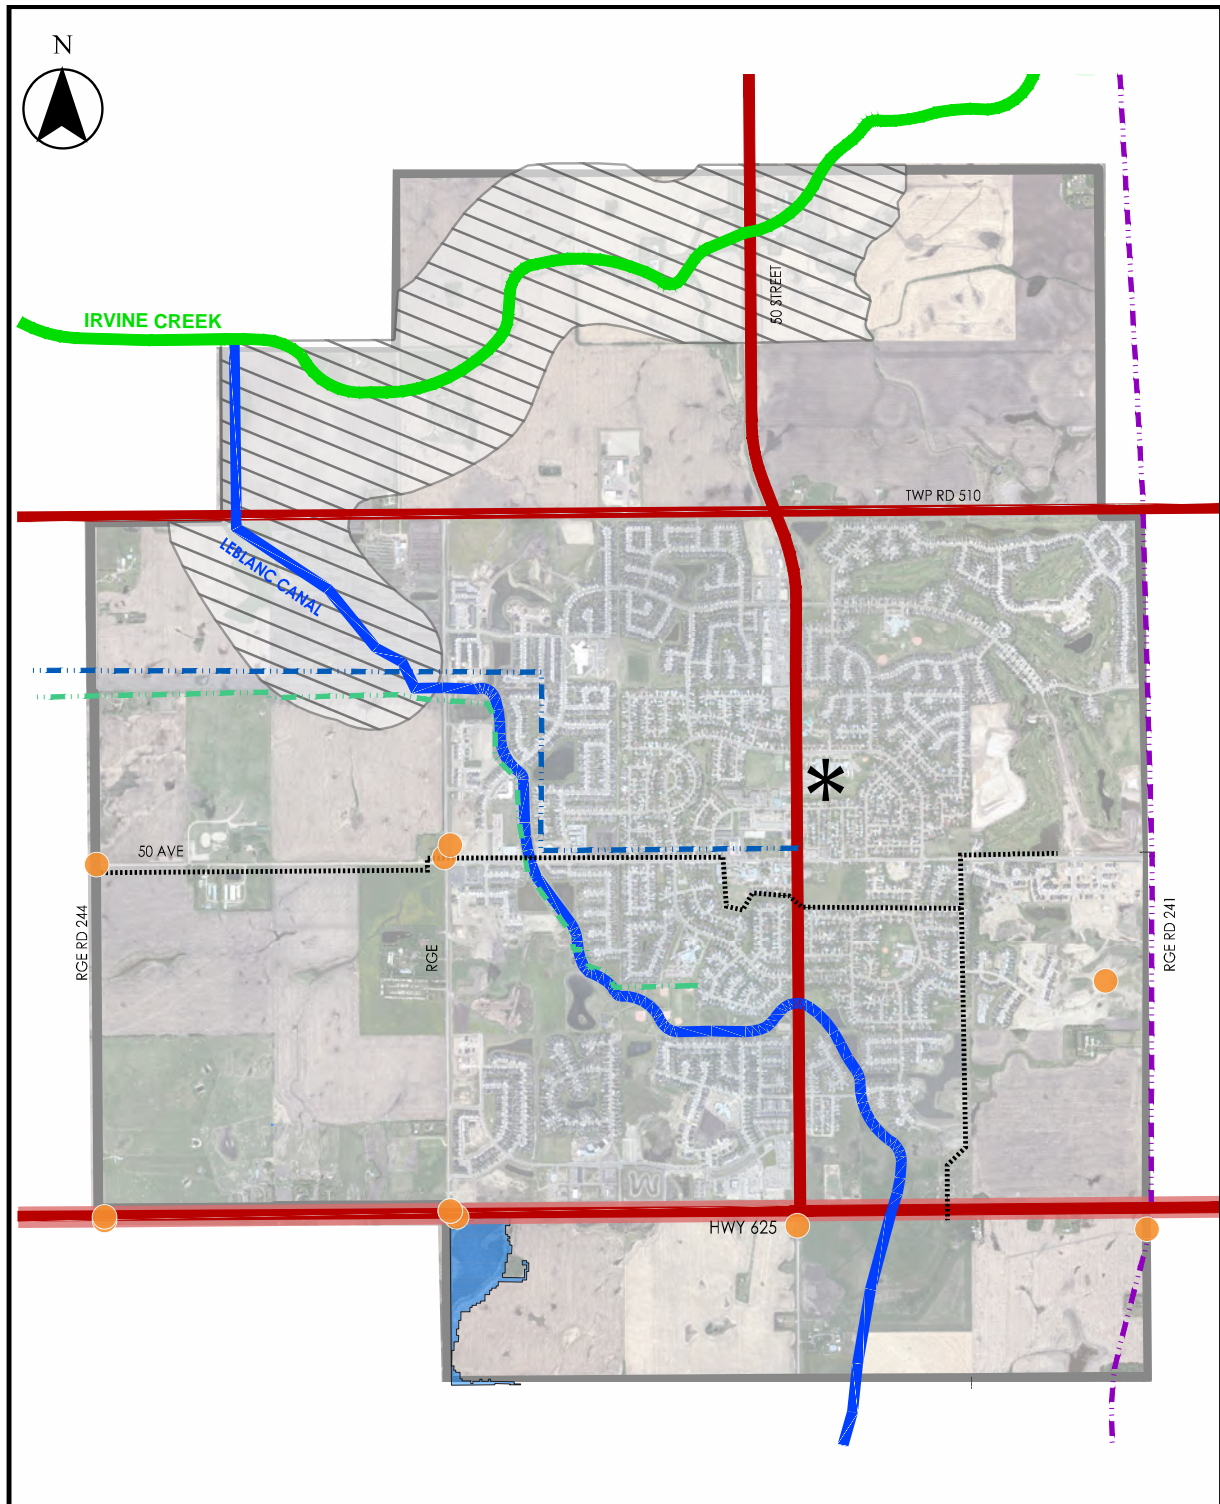 N
IRVINE CREEK
50 STREET
TWP RD 510
LEBLANC CANAL
50 AVE
RGE RD 244
RGE
RGE RD 241
HWY 625